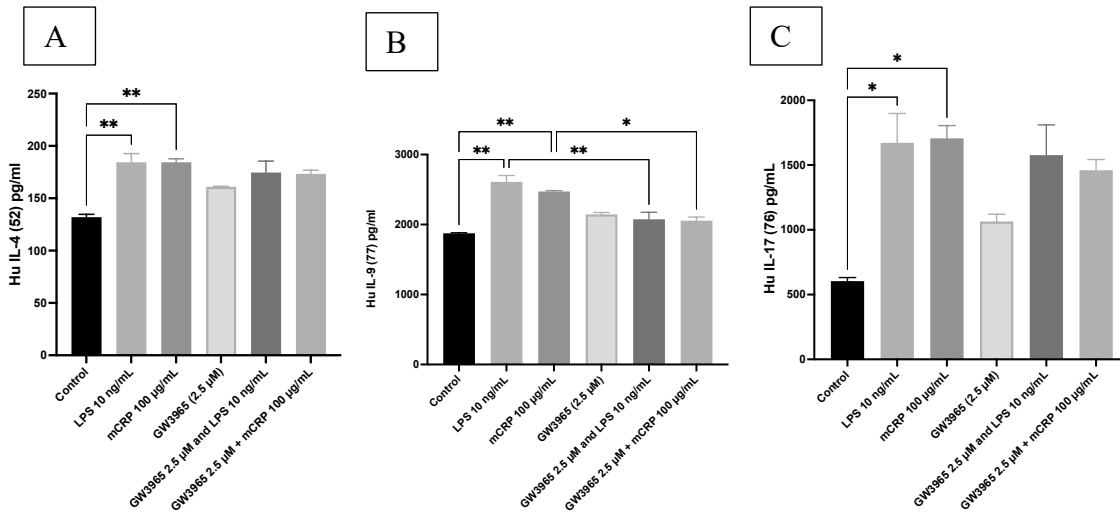 A
Hu IL-4 (52) pg/ml
250
200
150
100
50
0
**
**
Control
LPS 10 ng/mL
mCRP 100 µg/mL
GW3965 (2.5 µM)
GW3965 2.5 µM and LPS 10 ng/mL
GW3965 2.5 µM + mCRP 100 µg/mL
B
Hu IL-9 (77) pg/ml
3000
2000
1000
0
**
*
**
**
Control
LPS 10 ng/mL
mCRP 100 µg/mL
GW3965 (2.5 µM)
GW3965 2.5 µM and LPS 10 ng/mL
GW3965 2.5 µM + mCRP 100 µg/mL
C
Hu IL-17 (76) pg/mL
2000
1500
1000
500
0
*
*
Control
LPS 10 ng/mL
mCRP 100 µg/mL
GW3965 (2.5 µM)
GW3965 2.5 µM and LPS 10 ng/mL
GW3965 2.5 µM + mCRP 100 µg/mL